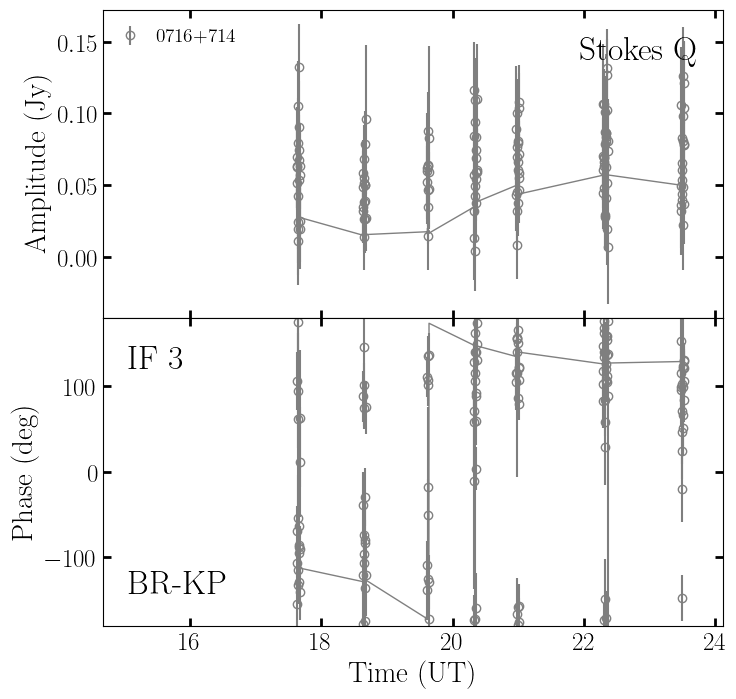 0716+714
Stokes Q
Amplitude (Jy)
0.15
0.10
0.05
0.00
IF 3
Phase (deg)
100
0
−100
BR-KP
16 18 20 22 24
Time (UT)